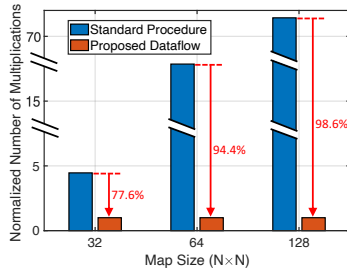 Normalized Number of Multiplications
70
15
5
0
Standard Procedure
Proposed Dataflow
77.6%
94.4%
98.6%
32
64
128
Map Size (N×N)